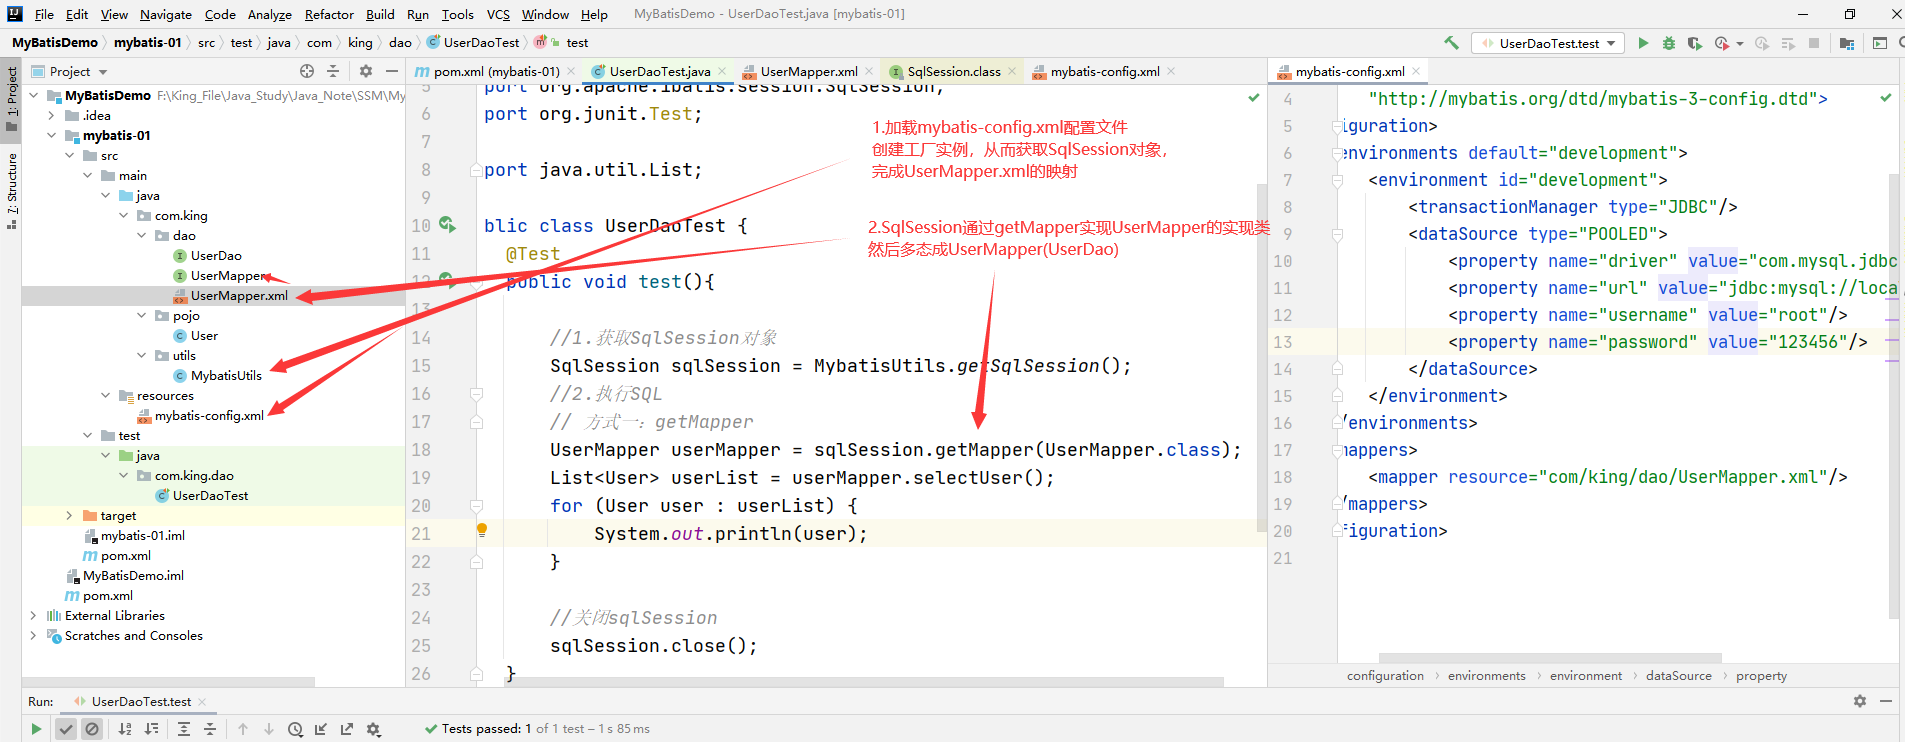 File Edit View Navigate Code Analyze Refactor Build Run Tools VCS Window Help MyBatisDemo - UserDaoTest.java [mybatis-01]
MyBatisDemo mybatis-01 src test java com king dao UserDaoTest test
UserDaoTest.test
1: Project
7: Structure
Project
MyBatisDemo F:\King_File\Java_Study\Java_Note\SSM\My
.idea
mybatis-01
src
main
java
com.king
dao
UserDao
UserMapper
UserMapper.xml
pojo
User
utils
MybatisUtils
resources
mybatis-config.xml
test
java
com.king.dao
UserDaoTest
target
mybatis-01.iml
pom.xml
MyBatisDemo.iml
pom.xml
External Libraries
Scratches and Consoles
pom.xml (mybatis-01) UserDaoTest.java UserMapper.xml SqlSession.class mybatis-config.xml
5 port org.apache.ibatis.session.SqlSession;
6 port org.junit.Test;
7
8 port java.util.List;
9
10 blic class UserDaoTest {
11 @Test
12 public void test(){
13
14 //1.获取SqlSession对象
15 SqlSession sqlSession = MybatisUtils.getSqlSession();
16 //2.执行SQL
17 // 方式一：getMapper
18 UserMapper userMapper = sqlSession.getMapper(UserMapper.class);
19 List<User> userList = userMapper.selectUser();
20 for (User user : userList) {
21 System.out.println(user);
22 }
23
24 //关闭sqlSession
25 sqlSession.close();
26 }
1.加载mybatis-config.xml配置文件
创建工厂实例，从而获取SqlSession对象，
完成UserMapper.xml的映射
2.SqlSession通过getMapper实现UserMapper的实现类
然后多态成UserMapper(UserDao)
mybatis-config.xml
4 "http://mybatis.org/dtd/mybatis-3-config.dtd">
5 iguration>
6 environments default="development">
7 <environment id="development">
8 <transactionManager type="JDBC"/>
9 <dataSource type="POOLED">
10 <property name="driver" value="com.mysql.jdbc
11 <property name="url" value="jdbc:mysql://loca
12 <property name="username" value="root"/>
13 <property name="password" value="123456"/>
14 </dataSource>
15 </environment>
16 /environments>
17 mappers>
18 <mapper resource="com/king/dao/UserMapper.xml"/>
19 /mappers>
20 figuration>
21
configuration environments environment dataSource property
Run: UserDaoTest.test
Tests passed: 1 of 1 test – 1 s 85 ms